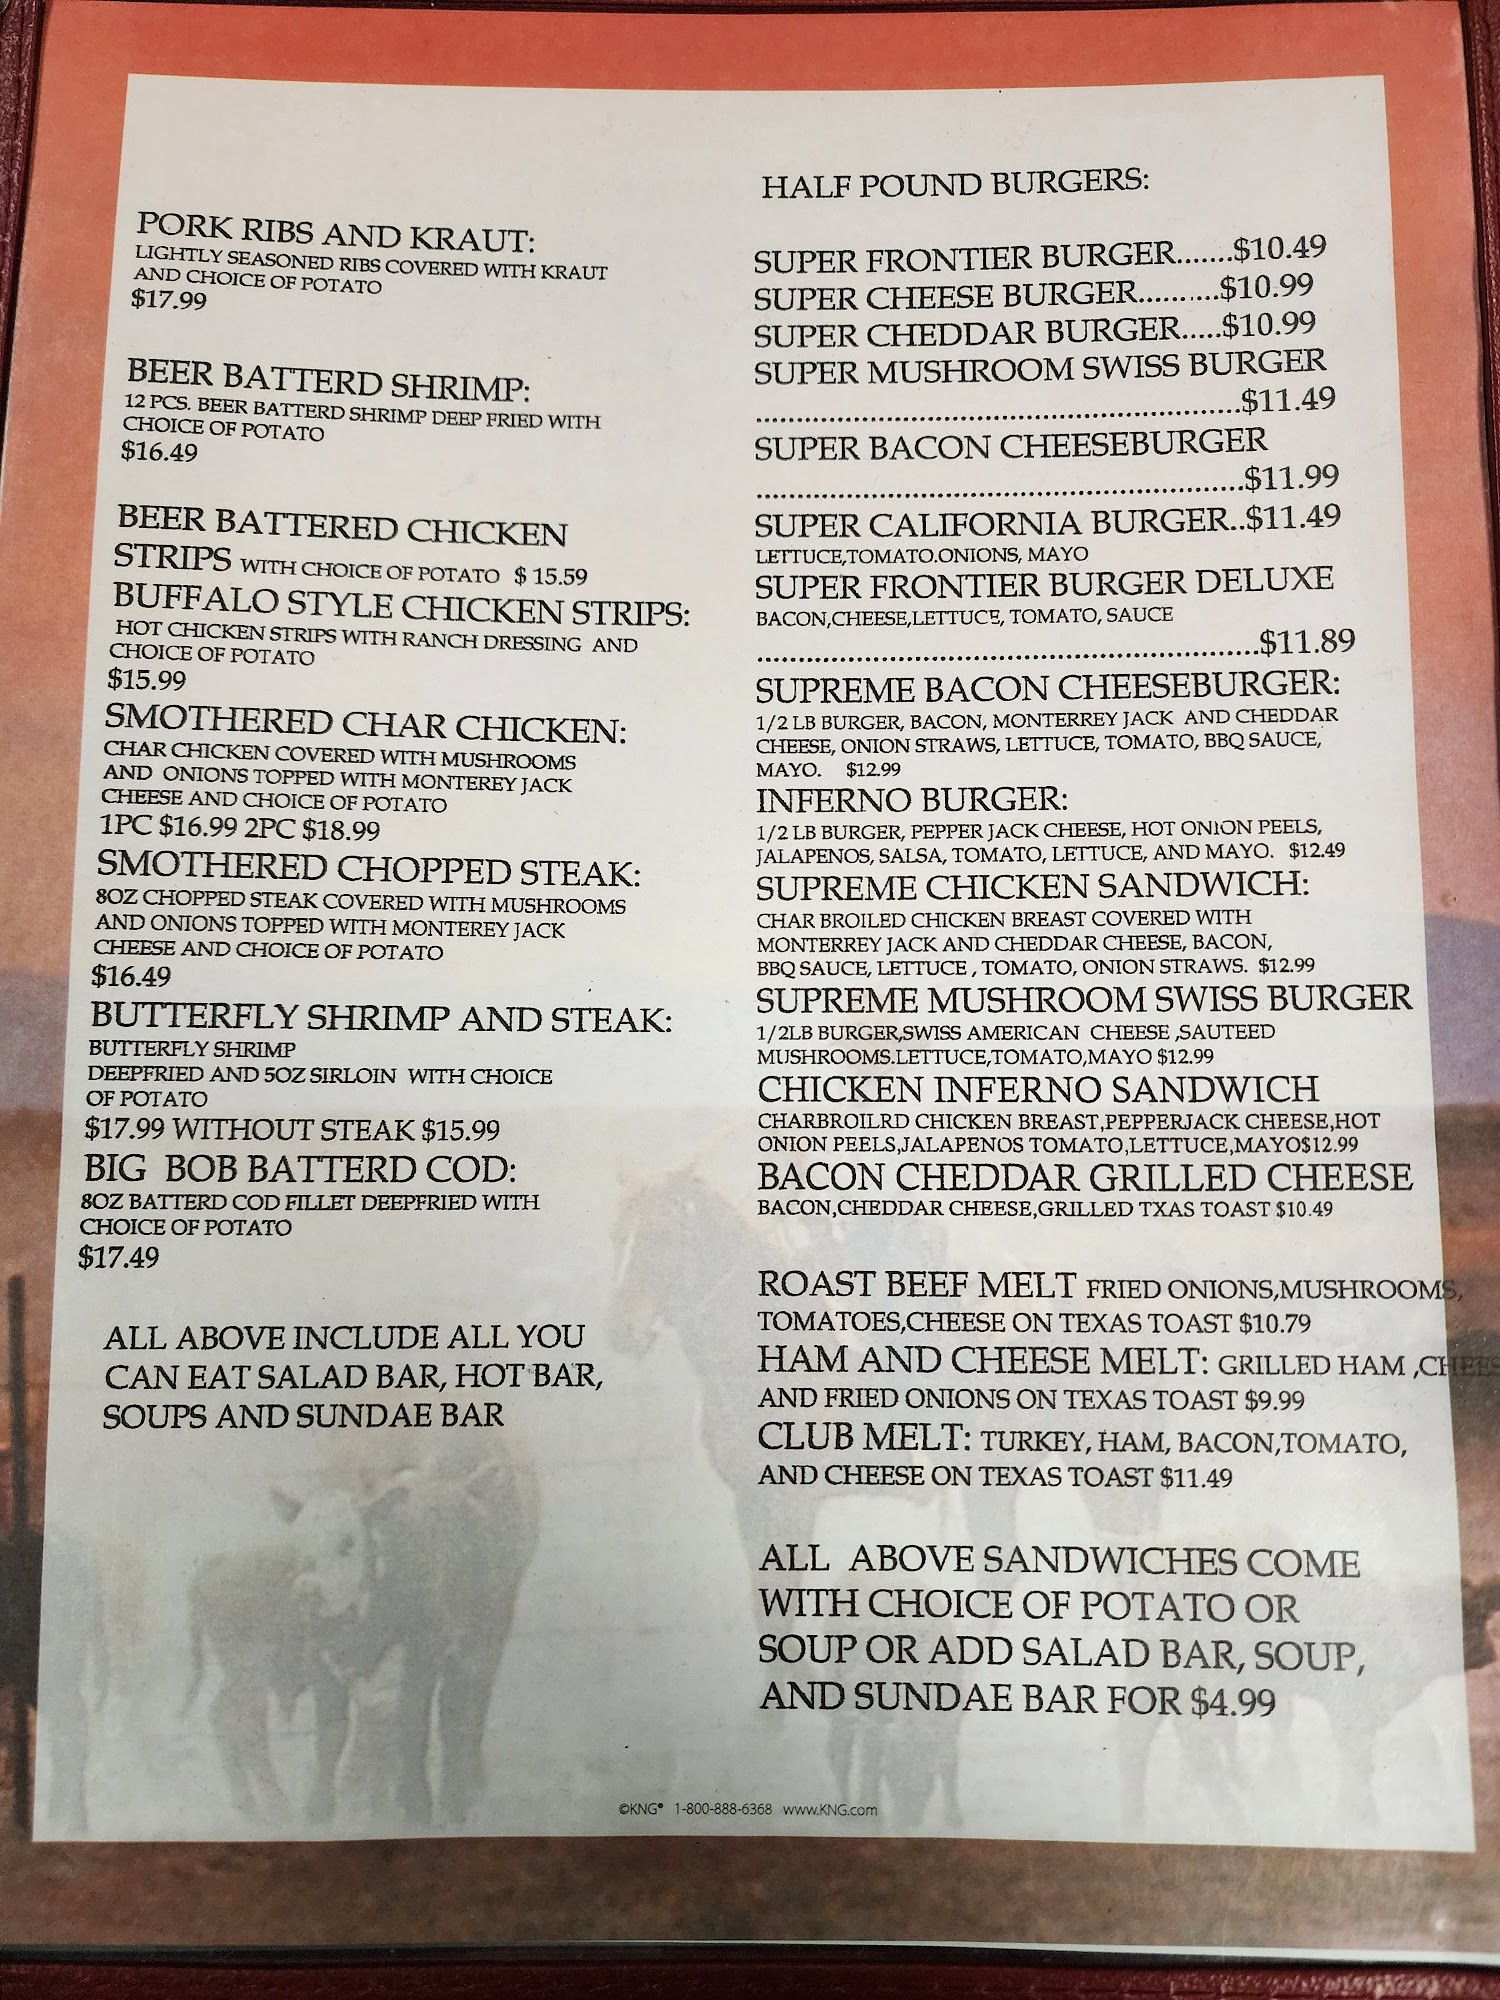 PORK RIBS AND KRAUT:
LIGHTLY SEASONED RIBS COVERED WITH KRAUT
AND CHOICE OF POTATO
$17.99
BEER BATTERD SHRIMP:
12 PCS. BEER BATTERD SHRIMP DEEP FRIED WITH
CHOICE OF POTATO
$16.49
BEER BATTERED CHICKEN
STRIPS WITH CHOICE OF POTATO $ 15.59
BUFFALO STYLE CHICKEN STRIPS:
HOT CHICKEN STRIPS WITH RANCH DRESSING AND
CHOICE OF POTATO
$15.99
SMOTHERED CHAR CHICKEN:
CHAR CHICKEN COVERED WITH MUSHROOMS
AND ONIONS TOPPED WITH MONTEREY JACK
CHEESE AND CHOICE OF POTATO
1PC $16.99 2PC $18.99
SMOTHERED CHOPPED STEAK:
8OZ CHOPPED STEAK COVERED WITH MUSHROOMS
AND ONIONS TOPPED WITH MONTEREY JACK
CHEESE AND CHOICE OF POTATO
$16.49
BUTTERFLY SHRIMP AND STEAK:
BUTTERFLY SHRIMP
DEEPFRIED AND 5OZ SIRLOIN WITH CHOICE
OF POTATO
$17.99 WITHOUT STEAK $15.99
BIG BOB BATTERD COD:
8OZ BATTERD COD FILLET DEEPFRIED WITH
CHOICE OF POTATO
$17.49
ALL ABOVE INCLUDE ALL YOU
CAN EAT SALAD BAR, HOT BAR,
SOUPS AND SUNDAE BAR
HALF POUND BURGERS:
SUPER FRONTIER BURGER.......$10.49
SUPER CHEESE BURGER..........$10.99
SUPER CHEDDAR BURGER.....$10.99
SUPER MUSHROOM SWISS BURGER
............................................................$11.49
SUPER BACON CHEESEBURGER
............................................................$11.99
SUPER CALIFORNIA BURGER..$11.49
LETTUCE,TOMATO.ONIONS, MAYO
SUPER FRONTIER BURGER DELUXE
BACON,CHEESE,LETTUCE, TOMATO, SAUCE
..............................................................$11.89
SUPREME BACON CHEESEBURGER:
1/2 LB BURGER, BACON, MONTERREY JACK AND CHEDDAR
CHEESE, ONION STRAWS, LETTUCE, TOMATO, BBQ SAUCE,
MAYO. $12.99
INFERNO BURGER:
1/2 LB BURGER, PEPPER JACK CHEESE, HOT ONION PEELS,
JALAPENOS, SALSA, TOMATO, LETTUCE, AND MAYO. $12.49
SUPREME CHICKEN SANDWICH:
CHAR BROILED CHICKEN BREAST COVERED WITH
MONTERREY JACK AND CHEDDAR CHEESE, BACON,
BBQ SAUCE, LETTUCE , TOMATO, ONION STRAWS. $12.99
SUPREME MUSHROOM SWISS BURGER
1/2LB BURGER,SWISS AMERICAN CHEESE ,SAUTEED
MUSHROOMS.LETTUCE,TOMATO,MAYO $12.99
CHICKEN INFERNO SANDWICH
CHARBROILRD CHICKEN BREAST,PEPPERJACK CHEESE,HOT
ONION PEELS,JALAPENOS TOMATO,LETTUCE,MAYO$12.99
BACON CHEDDAR GRILLED CHEESE
BACON,CHEDDAR CHEESE,GRILLED TXAS TOAST $10.49
ROAST BEEF MELT FRIED ONIONS,MUSHROOMS,
TOMATOES,CHEESE ON TEXAS TOAST $10.79
HAM AND CHEESE MELT: GRILLED HAM ,CHEES
AND FRIED ONIONS ON TEXAS TOAST $9.99
CLUB MELT: TURKEY, HAM, BACON,TOMATO,
AND CHEESE ON TEXAS TOAST $11.49
ALL ABOVE SANDWICHES COME
WITH CHOICE OF POTATO OR
SOUP OR ADD SALAD BAR, SOUP,
AND SUNDAE BAR FOR $4.99
©KNG® 1-800-888-6368 www.KNG.com